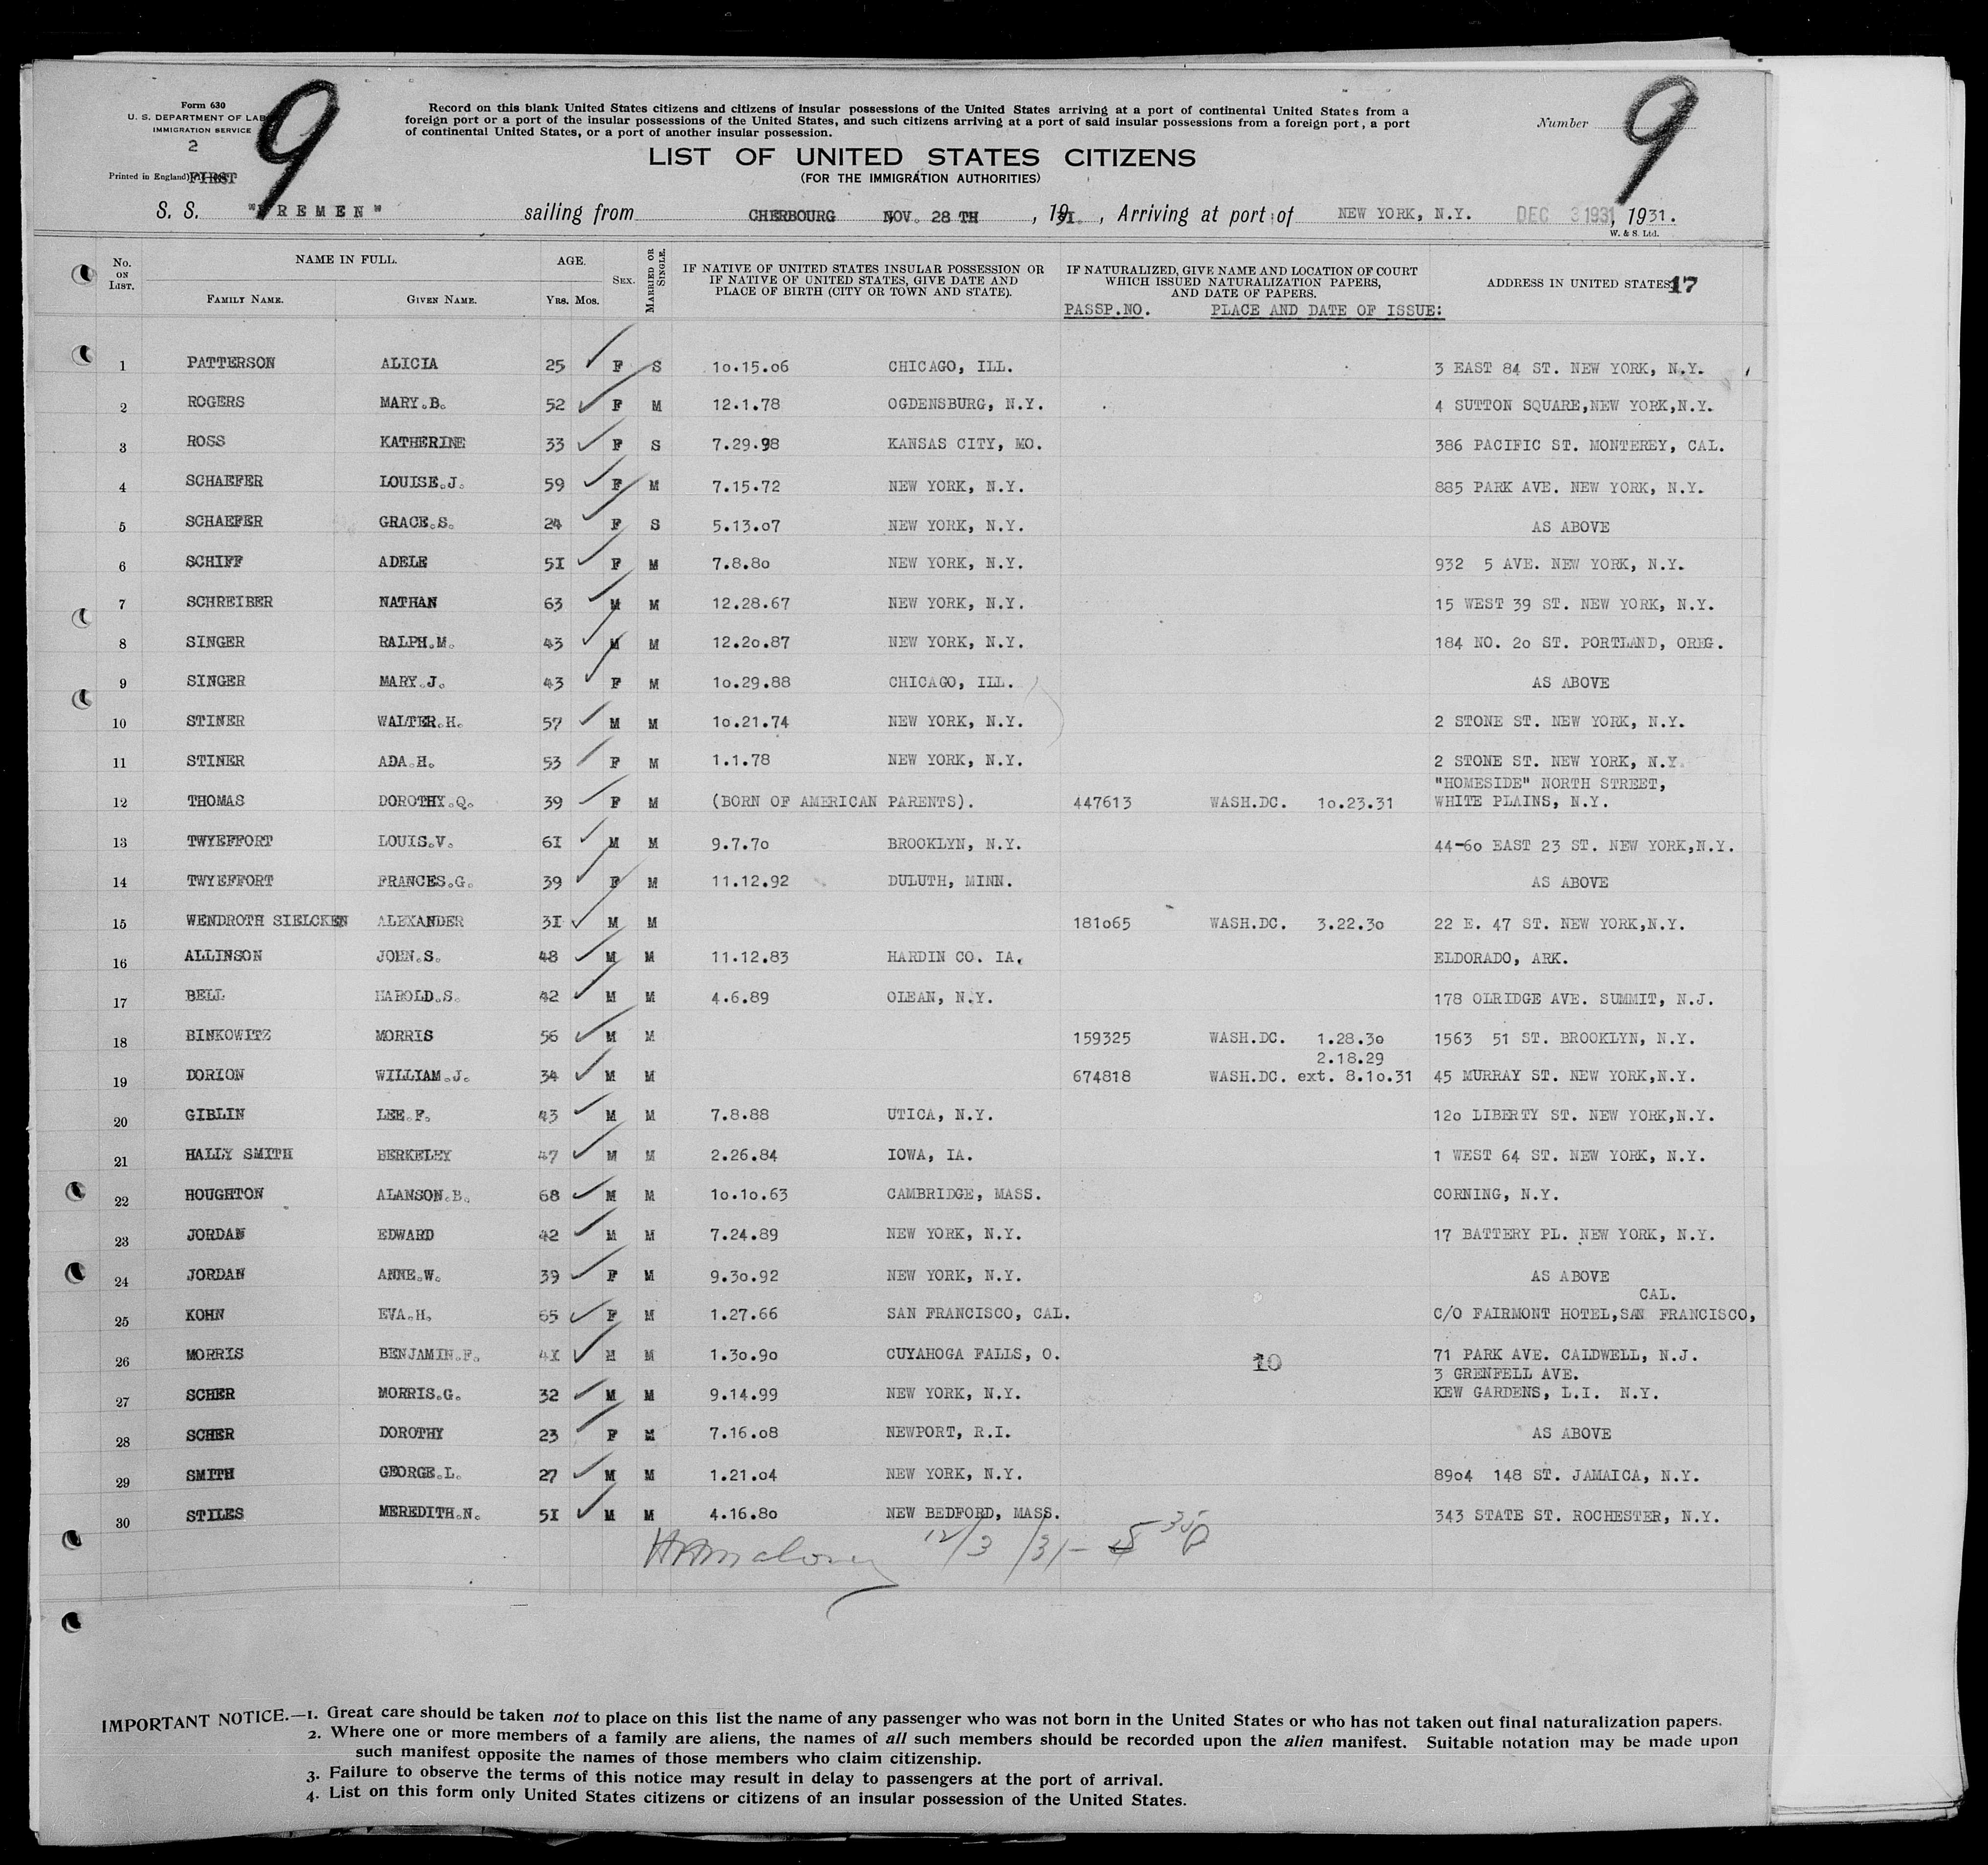 Form 630
U. S. DEPARTMENT OF LAB
IMMIGRATION SERVICE
2
Printed in England) FIRST
9
Record on this blank United States citizens and citizens of insular possessions of the United States arriving at a port of continental United States from a
foreign port or a port of the insular possessions of the United States, and such citizens arriving at a port of said insular possessions from a foreign port, a port
of continental United States, or a port of another insular possession.
Number 9
LIST OF UNITED STATES CITIZENS
(FOR THE IMMIGRATION AUTHORITIES)
S. S. "BREMEN" sailing from CHERBOURG NOV. 28 TH , 1931. , Arriving at port of NEW YORK, N.Y. DEC 3 1931, 1931.
W. & S. Ltd.
No. ON LIST. NAME IN FULL. AGE. SEX. MARRIED OR SINGLE. IF NATIVE OF UNITED STATES INSULAR POSSESSION OR IF NATIVE OF UNITED STATES, GIVE DATE AND PLACE OF BIRTH (CITY OR TOWN AND STATE). IF NATURALIZED, GIVE NAME AND LOCATION OF COURT WHICH ISSUED NATURALIZATION PAPERS, AND DATE OF PAPERS. ADDRESS IN UNITED STATES 17
FAMILY NAME. GIVEN NAME. Yrs. Mos. PASSP.NO. PLACE AND DATE OF ISSUE:
1 PATTERSON ALICIA 25 F S 10.15.06 CHICAGO, ILL. 3 EAST 84 ST. NEW YORK, N.Y.
2 ROGERS MARY.B. 52 F M 12.1.78 OGDENSBURG, N.Y. 4 SUTTON SQUARE,NEW YORK,N.Y.
3 ROSS KATHERINE 33 F S 7.29.98 KANSAS CITY, MO. 386 PACIFIC ST. MONTEREY, CAL.
4 SCHAEFER LOUISE.J. 59 F M 7.15.72 NEW YORK, N.Y. 885 PARK AVE. NEW YORK, N.Y.
5 SCHAEFER GRACE.S. 24 F S 5.13.07 NEW YORK, N.Y. AS ABOVE
6 SCHIFF ADELE 51 F M 7.8.80 NEW YORK, N.Y. 932 5 AVE. NEW YORK, N.Y.
7 SCHREIBER NATHAN 63 M M 12.28.67 NEW YORK, N.Y. 15 WEST 39 ST. NEW YORK, N.Y.
8 SINGER RALPH.M. 43 M M 12.20.87 NEW YORK, N.Y. 184 NO. 20 ST. PORTLAND, OREG.
9 SINGER MARY.J. 43 F M 10.29.88 CHICAGO, ILL. AS ABOVE
10 STINER WALTER.H. 57 M M 10.21.74 NEW YORK, N.Y. 2 STONE ST. NEW YORK, N.Y.
11 STINER ADA.H. 53 F M 1.1.78 NEW YORK, N.Y. 2 STONE ST. NEW YORK, N.Y.
"HOMESIDE" NORTH STREET,
12 THOMAS DOROTHY.Q. 39 F M (BORN OF AMERICAN PARENTS). 447613 WASH.DC. 10.23.31 WHITE PLAINS, N.Y.
13 TWYEFFORT LOUIS.V. 61 M M 9.7.70 BROOKLYN, N.Y. 44-60 EAST 23 ST. NEW YORK,N.Y.
14 TWYEFFORT FRANCES.G. 39 F M 11.12.92 DULUTH, MINN. AS ABOVE
15 WENDROTH SIELCKEN ALEXANDER 31 M M 181065 WASH.DC. 3.22.30 22 E. 47 ST. NEW YORK,N.Y.
16 ALLINSON JOHN.S. 48 M M 11.12.83 HARDIN CO. IA. ELDORADO, ARK.
17 BELL HAROLD.S. 42 M M 4.6.89 OLEAN, N.Y. 178 OLRIDGE AVE. SUMMIT, N.J.
18 BINKOWITZ MORRIS 56 M M 159325 WASH.DC. 1.28.30 1563 51 ST. BROOKLYN, N.Y.
2.18.29
19 DORION WILLIAM.J. 34 M M 674818 WASH.DC. ext. 8.10.31 45 MURRAY ST. NEW YORK,N.Y.
20 GIBLIN LEE.F. 43 M M 7.8.88 UTICA, N.Y. 120 LIBERTY ST. NEW YORK,N.Y.
21 HALLY SMITH BERKELEY 47 M M 2.26.84 IOWA, IA. 1 WEST 64 ST. NEW YORK, N.Y.
22 HOUGHTON ALANSON.B. 68 M M 10.10.63 CAMBRIDGE, MASS. CORNING, N.Y.
23 JORDAN EDWARD 42 M M 7.24.89 NEW YORK, N.Y. 17 BATTERY PL. NEW YORK, N.Y.
24 JORDAN ANNE.W. 39 F M 9.30.92 NEW YORK, N.Y. AS ABOVE
CAL.
25 KOHN EVA.H. 65 F M 1.27.66 SAN FRANCISCO, CAL. C/O FAIRMONT HOTEL,SAN FRANCISCO,
26 MORRIS BENJAMIN.F. 41 M M 1.30.90 CUYAHOGA FALLS, O. 10 71 PARK AVE. CALDWELL, N.J.
3 GRENFELL AVE.
27 SCHER MORRIS.G. 32 M M 9.14.99 NEW YORK, N.Y. KEW GARDENS, L.I. N.Y.
28 SCHER DOROTHY 23 F M 7.16.08 NEWPORT, R.I. AS ABOVE
29 SMITH GEORGE.L. 27 M M 1.21.04 NEW YORK, N.Y. 8904 148 ST. JAMAICA, N.Y.
30 STILES MEREDITH.N. 51 M M 4.16.80 NEW BEDFORD, MASS. 343 STATE ST. ROCHESTER, N.Y.
12/3/31-
IMPORTANT NOTICE.—1. Great care should be taken not to place on this list the name of any passenger who was not born in the United States or who has not taken out final naturalization papers.
2. Where one or more members of a family are aliens, the names of all such members should be recorded upon the alien manifest. Suitable notation may be made upon
such manifest opposite the names of those members who claim citizenship.
3. Failure to observe the terms of this notice may result in delay to passengers at the port of arrival.
4. List on this form only United States citizens or citizens of an insular possession of the United States.